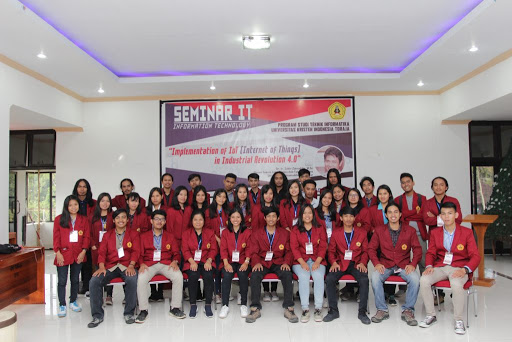 SEMINAR IT
INFORMATION TECHNOLOGY
PROGRAM STUDI TEKNIK INFORMATIKA
UNIVERSITAS KRISTEN INDONESIA TORAJA
"Implementation of IoT (Internet of Things)
in Industrial Revolution 4.0"